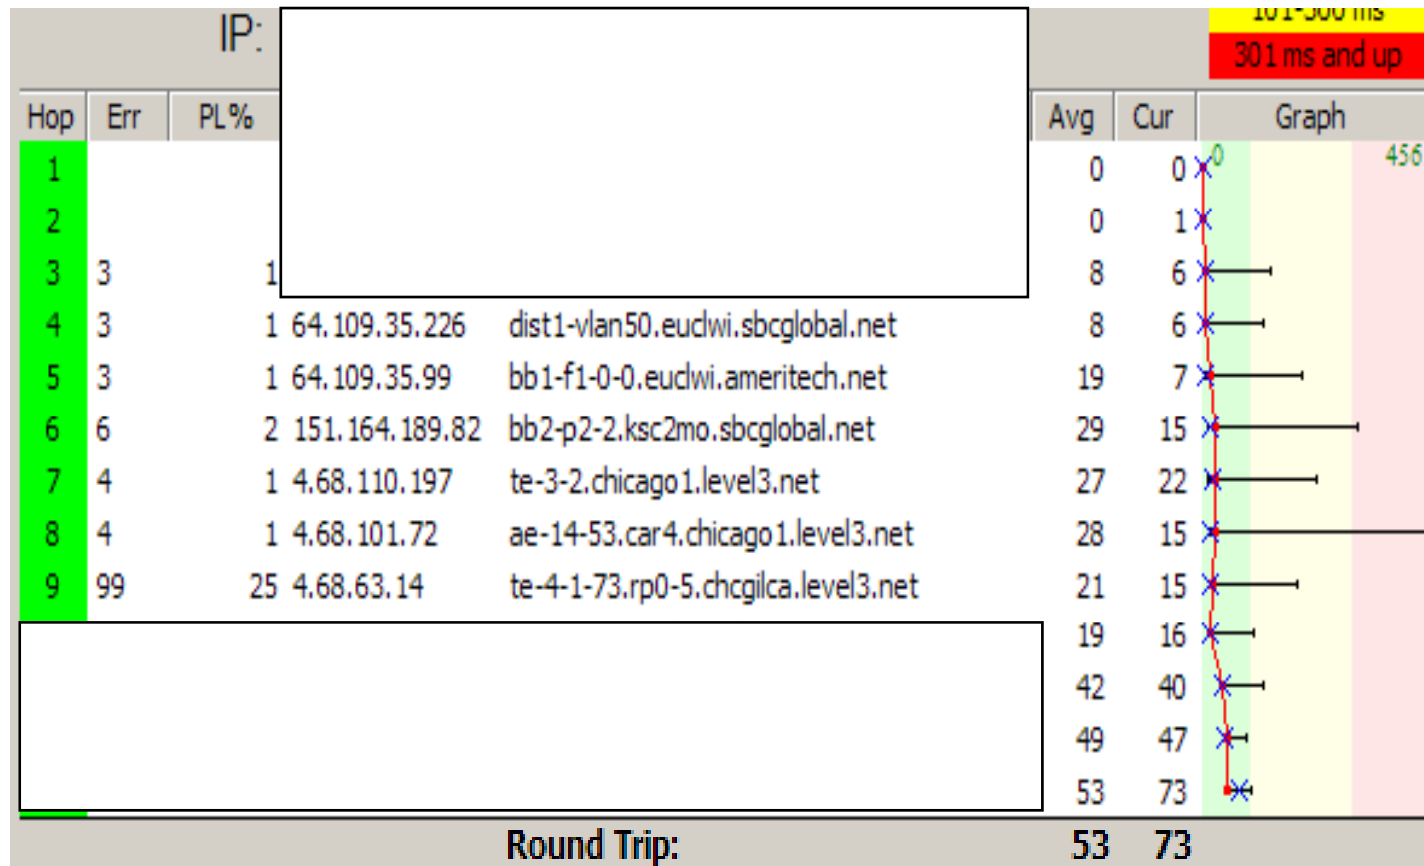 IP:
101-300 ms
301 ms and up
Hop Err PL% Avg Cur Graph
0 456
1 0 0
2 0 1
3 3 1 8 6
4 3 1 64.109.35.226 dist1-vlan50.euclwi.sbcglobal.net 8 6
5 3 1 64.109.35.99 bb1-f1-0-0.euclwi.ameritech.net 19 7
6 6 2 151.164.189.82 bb2-p2-2.ksc2mo.sbcglobal.net 29 15
7 4 1 4.68.110.197 te-3-2.chicago1.level3.net 27 22
8 4 1 4.68.101.72 ae-14-53.car4.chicago1.level3.net 28 15
9 99 25 4.68.63.14 te-4-1-73.rp0-5.chcgilca.level3.net 21 15
19 16
42 40
49 47
53 73
Round Trip: 53 73